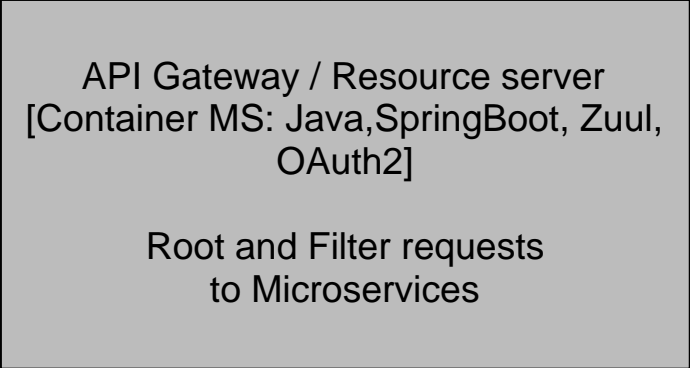 API Gateway / Resource server
[Container MS: Java,SpringBoot, Zuul,
OAuth2]
Root and Filter requests
to Microservices